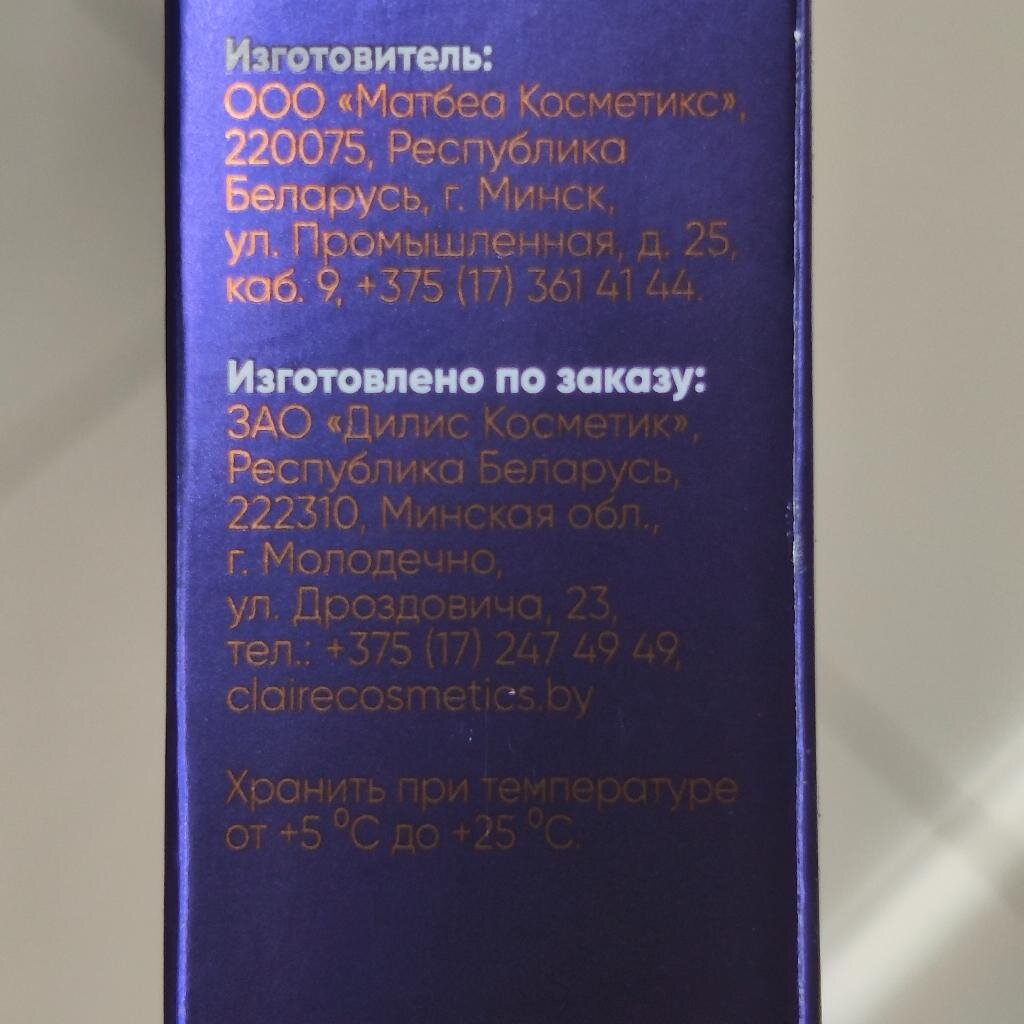 Изготовитель:
ООО «Матбеа Косметикс»,
220075, Республика
Беларусь, г. Минск,
ул. Промышленная, д. 25,
каб. 9, +375 (17) 361 41 44.
Изготовлено по заказу:
ЗАО «Дилис Косметик»,
Республика Беларусь,
222310, Минская обл.,
г. Молодечно,
ул. Дроздовича, 23,
тел.: +375 (17) 247 49 49,
clairecosmetics.by
Хранить при температуре
от +5 ⁰С до +25 ⁰С.